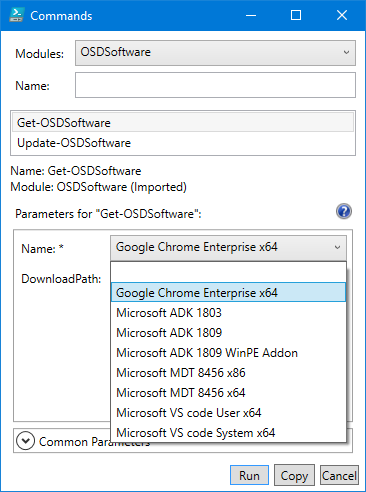 Commands
Modules: OSDSoftware
Name:
Get-OSDSoftware
Update-OSDSoftware
Name: Get-OSDSoftware
Module: OSDSoftware (Imported)
Parameters for "Get-OSDSoftware": ?
Name: * Google Chrome Enterprise x64
DownloadPath:
Google Chrome Enterprise x64
Microsoft ADK 1803
Microsoft ADK 1809
Microsoft ADK 1809 WinPE Addon
Microsoft MDT 8456 x86
Microsoft MDT 8456 x64
Microsoft VS code User x64
Microsoft VS code System x64
Common Parameters
Run Copy Cancel